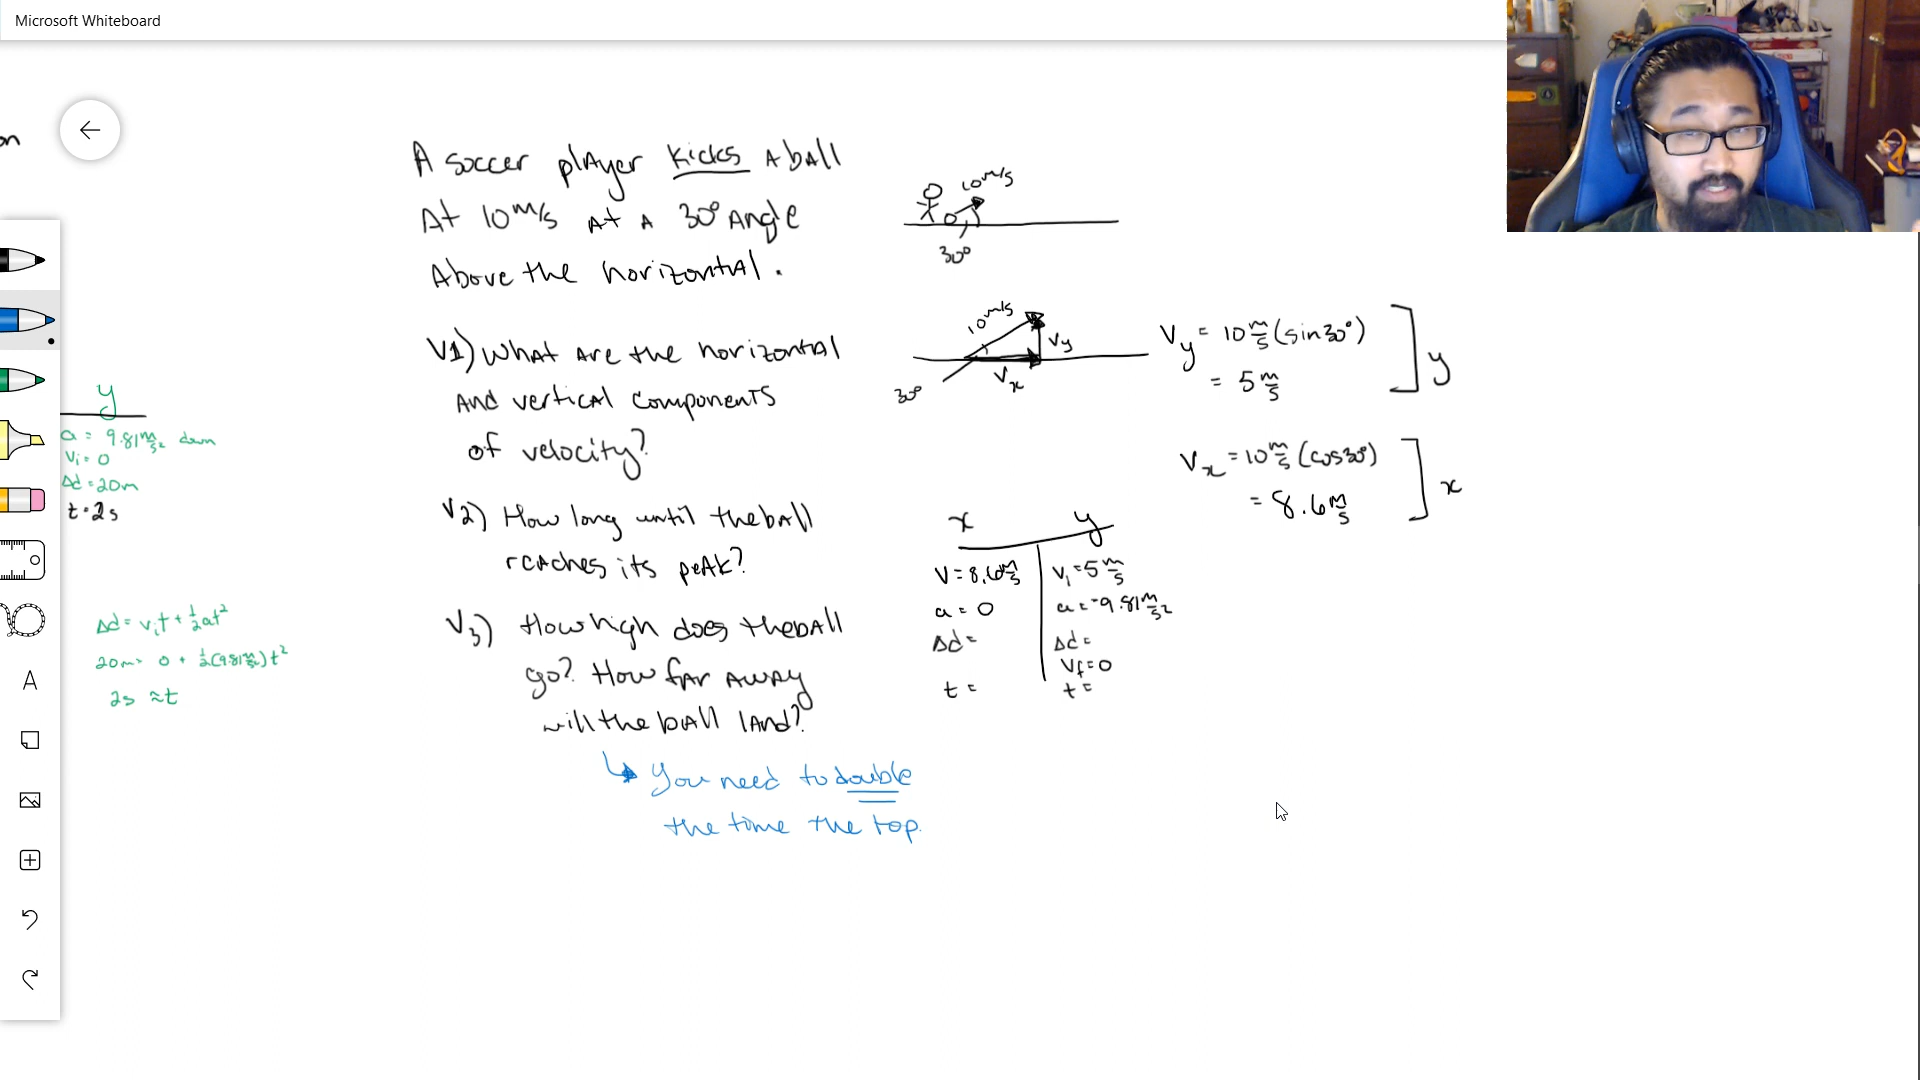 Microsoft Whiteboard
on
A soccer player kicks A ball
At 10 m/s At A 30° Angle
Above the horizontal.
V1) What Are the horizontal
And vertical components
of velocity?
V2) How long until the ball
reaches its peak?
V3) How high does the ball
go? How far away
will the ball land?
↳ You need to double
the time the top.
10 m/s
30°
10 m/s
Vy
Vx
30°
Vy = 10 m/s (sin 30°)
= 5 m/s
y
Vx = 10 m/s (cos 30°)
= 8.6 m/s
x
x y
V = 8.6 m/s Vi = 5 m/s
a = 0 a = -9.81 m/s²
Δd = Δd =
Vf = 0
t = t =
y
a = 9.81 m/s² down
Vi = 0
Δd = 20m
t = 2s
Δd = Vit + ½at²
20m = 0 + ½(9.81 m/s²)t²
2s ≈ t
A